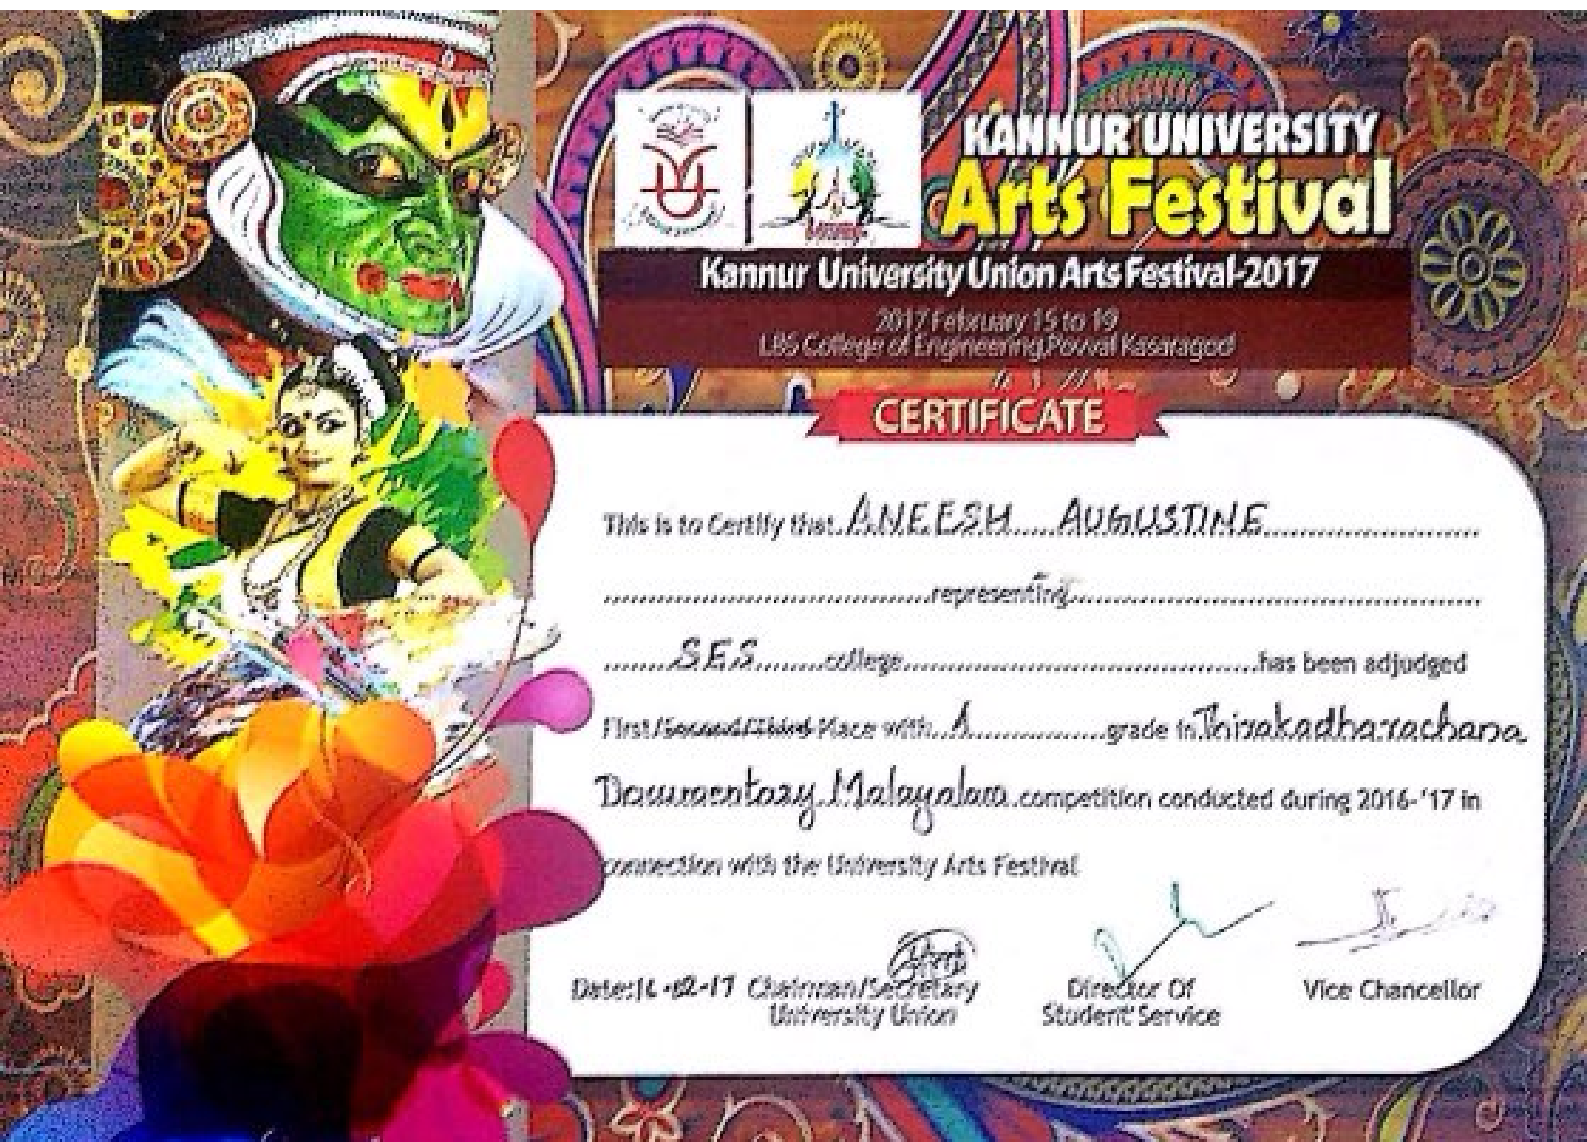 KANNUR UNIVERSITY
Arts Festival
Kannur University Union Arts Festival-2017
2017 February 15 to 19
LBS College of Engineering,Povval Kasaragod
CERTIFICATE
This is to Certify that ANEESH AUGUSTINE
representing
SES college has been adjudged
First/Second/Third Place with A grade in Thirakadharachana
Documentary Malayalam competition conducted during 2016-'17 in
connection with the University Arts Festival
Date: 16-02-17 Chairman/Secretary
University Union
Director Of
Student Service
Vice Chancellor